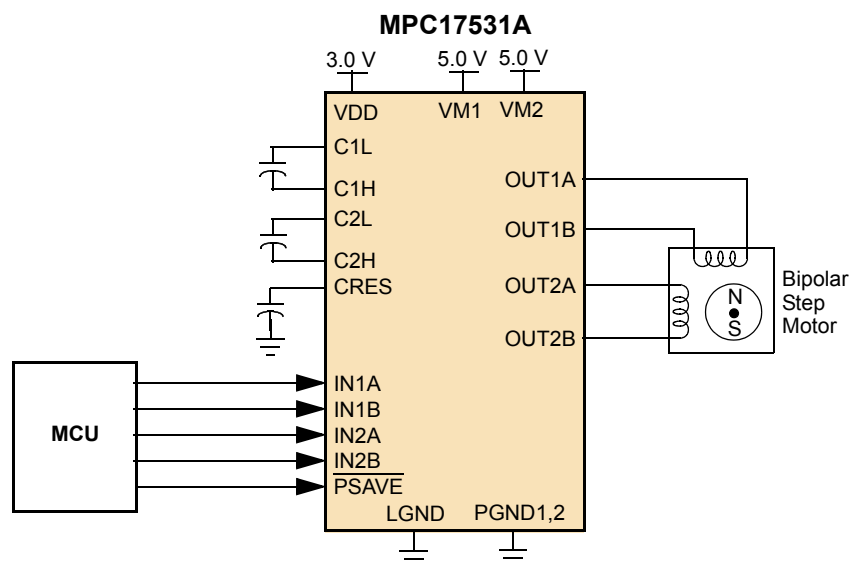 MPC17531A
3.0 V
5.0 V
5.0 V
VDD
VM1
VM2
C1L
C1H
C2L
C2H
CRES
OUT1A
OUT1B
OUT2A
OUT2B
N
S
Bipolar
Step
Motor
MCU
IN1A
IN1B
IN2A
IN2B
PSAVE
LGND
PGND1,2